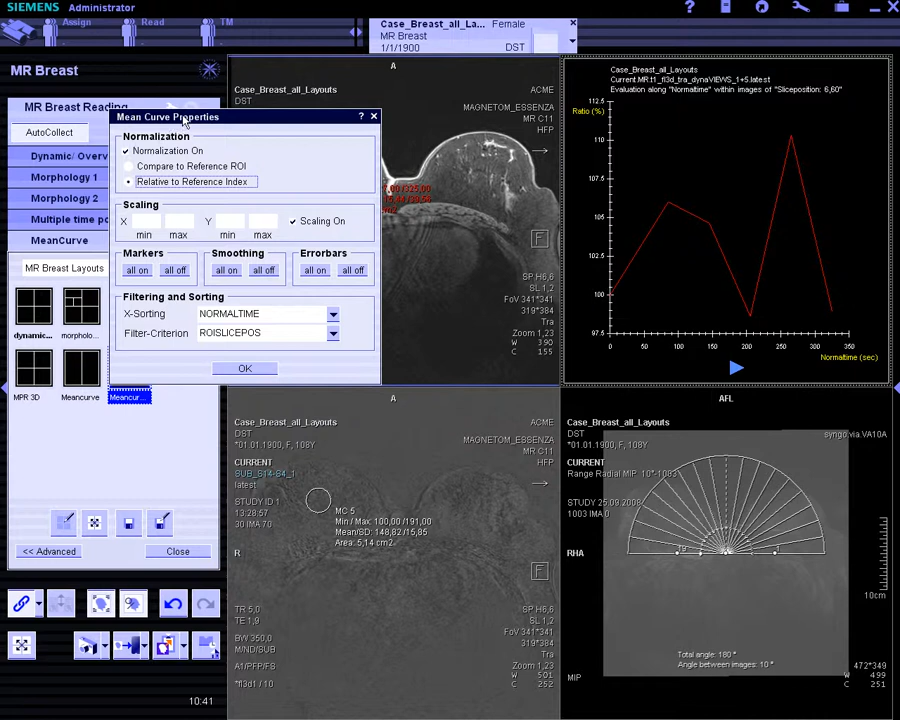 SIEMENS
Administrator
Assign
Read
TM
Case_Breast_all_La...
Female
MR Breast
1/1/1900
DST
MR Breast
MR Breast Reading
AutoCollect
Dynamic/ Overv
Morphology 1
Morphology 2
Multiple time po
MeanCurve
MR Breast Layouts
dynamic...
morpholo...
MPR 3D
Meancurve
Meancur...
<< Advanced
Close
10:41
Mean Curve Properties
Normalization
Normalization On
Compare to Reference ROI
Relative to Reference Index
Scaling
X
Y
Scaling On
min
max
min
max
Markers
Smoothing
Errorbars
all on
all off
all on
all off
all on
all off
Filtering and Sorting
X-Sorting
NORMALTIME
Filter-Criterion
ROISLICEPOS
OK
A
Case_Breast_all_Layouts
DST
ACME
MAGNETOM_ESSENZA
MR C11
HFP
F
SP H6,6
SL 1,2
FoV 341*341
319*384
Tra
Zoom 1,23
W 390
C 155
Case_Breast_all_Layouts
Current.MR.t1_fl3d_tra_dynaVIEWS_1+5.latest
Evaluation along "Normaltime" within images of "Sliceposition: 6,60"
Ratio (%)
112.5
110
107.5
105
102.5
100
97.5
0
50
100
150
200
250
300
350
Normaltime (sec)
A
Case_Breast_all_Layouts
DST
*01.01.1900, F, 108Y
CURRENT
SUB_S14-S4_1
latest
STUDY ID 1
13:28:57
30 IMA 70
R
MC 5
Min / Max: 100,00 /191,00
Mean/SD: 148,82 /15,85
Area: 5,14 cm2
ACME
MAGNETOM_ESSENZA
MR C11
HFP
F
TR 5,0
TE 1,9
BW 350,0
M/ND/SUB
A1/PFP/FS
*fl3d1 / 10
SP H6,6
SL 1,2
FoV 341*341
319*384
Tra
Zoom 1,23
W 501
C 252
AFL
Case_Breast_all_Layouts
DST
*01.01.1900, F, 108Y
syngo.via.VA10A
CURRENT
Range Radial MIP
STUDY 25.09.2008
1003 IMA 0
RHA
19
1
10cm
Total angle: 180 °
Angle between images: 10 °
MIP
472*349
W 499
C 251